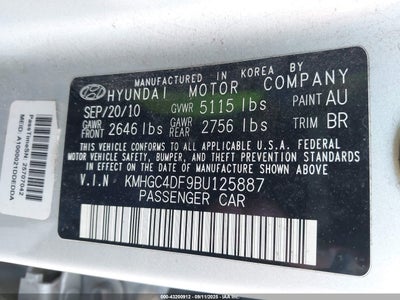 MANUFACTURED IN KOREA BY
HYUNDAI MOTOR COMPANY
SEP/20/10 GVWR 5115 lbs PAINT AU
GAWR FRONT 2646 lbs GAWR REAR 2756 lbs TRIM BR
THIS VEHICLE CONFORMS TO ALL APPLICABLE U.S.
FEDERAL MOTOR VEHICLE SAFETY, BUMPER, AND THEFT
PREVENTION STANDARDS IN EFFECT ON THE DATE OF
MANUFACTURE SHOWN ABOVE.
V.I.N KMHGC4DF9BU125887
PASSENGER CAR
Pass Time
000-43200912 - 09/11/2025 - IAA Inc.